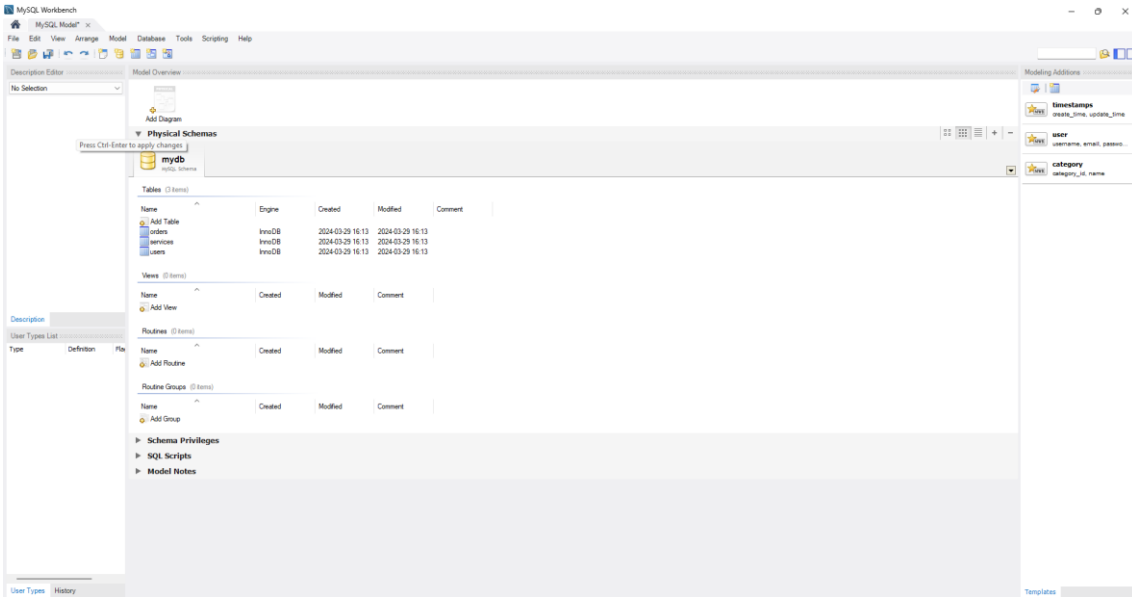 MySQL Workbench
MySQL Model* ×
File Edit View Arrange Model Database Tools Scripting Help
Description Editor
No Selection
Press Ctrl-Enter to apply changes
Description
User Types List
Type Definition Fla
User Types History
Model Overview
Add Diagram
Physical Schemas
mydb
MySQL Schema
Tables (3 items)
Name Engine Created Modified Comment
Add Table
orders InnoDB 2024-03-29 16:13 2024-03-29 16:13
services InnoDB 2024-03-29 16:13 2024-03-29 16:13
users InnoDB 2024-03-29 16:13 2024-03-29 16:13
Views (0 items)
Name Created Modified Comment
Add View
Routines (0 items)
Name Created Modified Comment
Add Routine
Routine Groups (0 items)
Name Created Modified Comment
Add Group
Schema Privileges
SQL Scripts
Model Notes
Modeling Additions
timestamps
create_time, update_time
user
username, email, passwo...
category
category_id, name
Templates